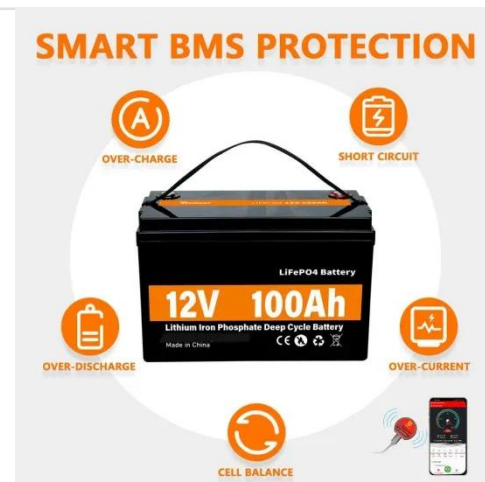 SMART BMS PROTECTION
OVER-CHARGE
SHORT CIRCUIT
LiFePO4 Battery
12V 100Ah
Lithium Iron Phosphate Deep Cycle Battery
Made in China
CE
OVER-DISCHARGE
OVER-CURRENT
CELL BALANCE